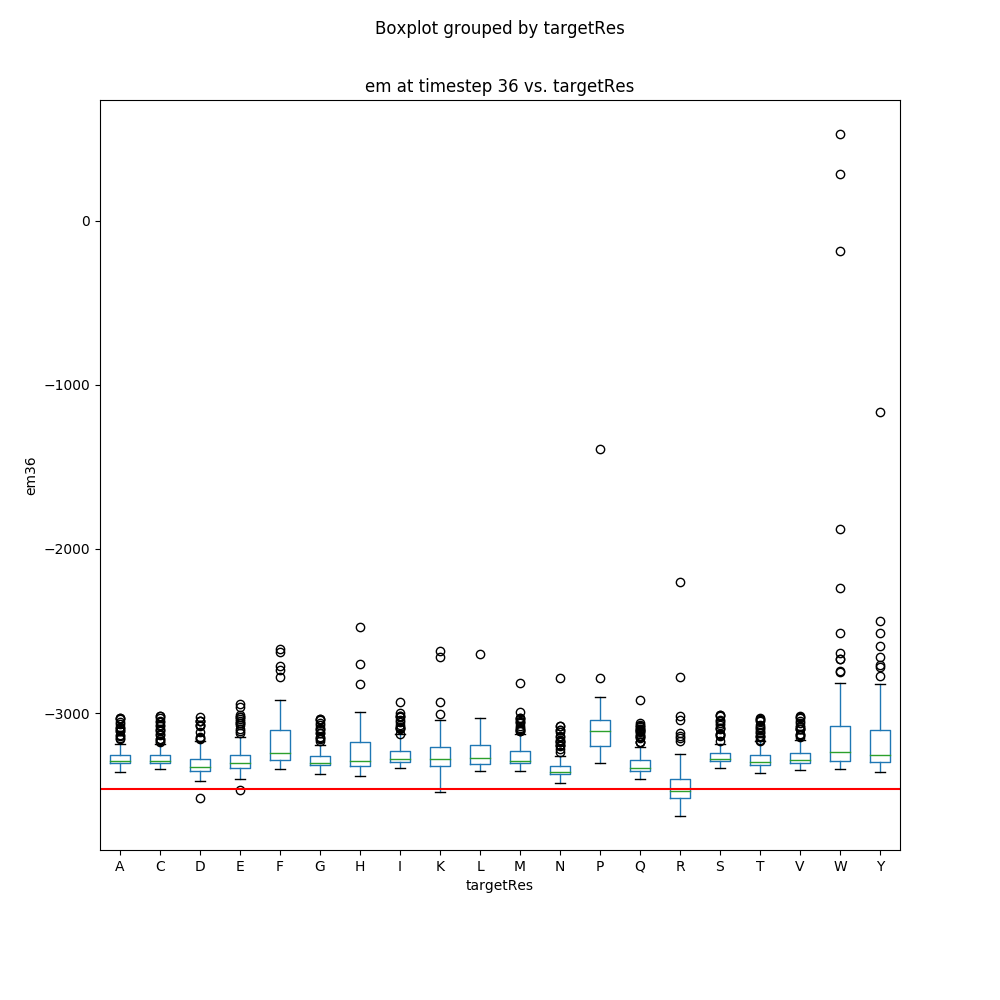 Boxplot grouped by targetRes
em at timestep 36 vs. targetRes
em36
0
−1000
−2000
−3000
A C D E F G H I K L M N P Q R S T V W Y
targetRes